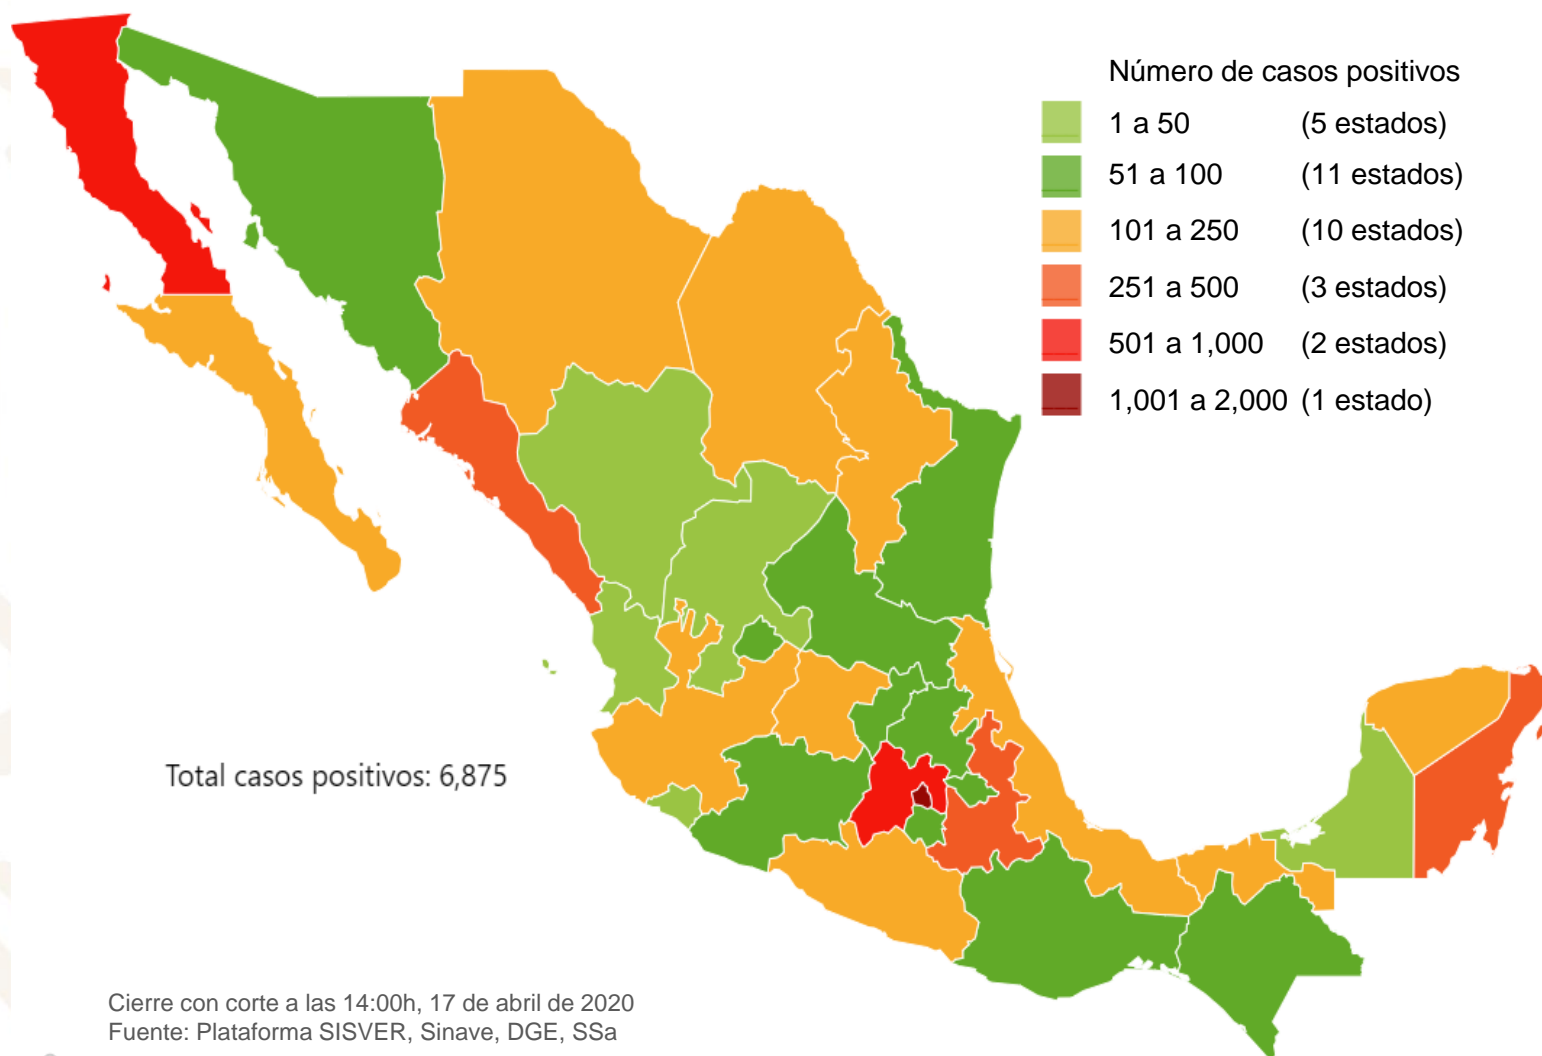 Número de casos positivos
1 a 50 (5 estados)
51 a 100 (11 estados)
101 a 250 (10 estados)
251 a 500 (3 estados)
501 a 1,000 (2 estados)
1,001 a 2,000 (1 estado)
Total casos positivos: 6,875
Cierre con corte a las 14:00h, 17 de abril de 2020
Fuente: Plataforma SISVER, Sinave, DGE, SSa